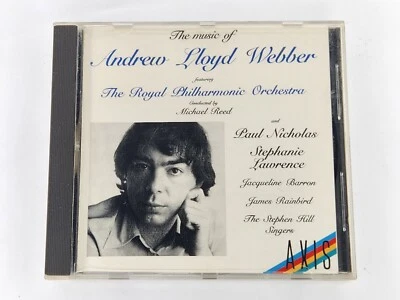 The music of
Andrew Lloyd Webber
featuring
The Royal Philharmonic Orchestra
Conducted by
Michael Reed
and
Paul Nicholas
Stephanie
Lawrence
Jacqueline Barron
James Rainbird
The Stephen Hill
Singers
AXIS